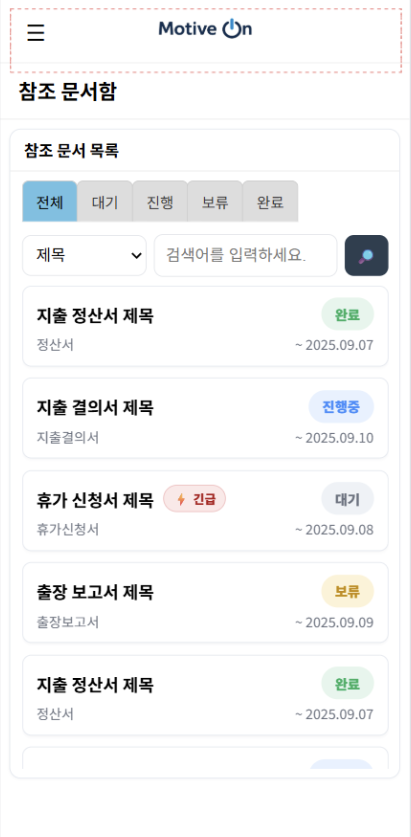 Motive On
참조 문서함
참조 문서 목록
전체 대기 진행 보류 완료
제목 검색어를 입력하세요.
지출 정산서 제목 완료
정산서 ~ 2025.09.07
지출 결의서 제목 진행중
지출결의서 ~ 2025.09.10
휴가 신청서 제목 긴급 대기
휴가신청서 ~ 2025.09.08
출장 보고서 제목 보류
출장보고서 ~ 2025.09.09
지출 정산서 제목 완료
정산서 ~ 2025.09.07